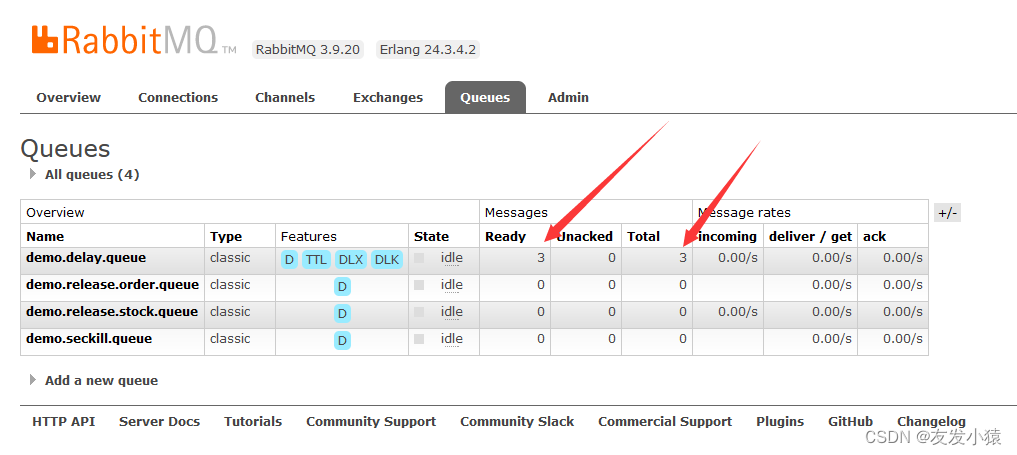 RabbitMQ TM RabbitMQ 3.9.20 Erlang 24.3.4.2
Overview Connections Channels Exchanges Queues Admin
Queues
All queues (4)
Overview Messages Message rates +/-
Name Type Features State Ready Unacked Total incoming deliver / get ack
demo.delay.queue classic D TTL DLX DLK idle 3 0 3 0.00/s 0.00/s 0.00/s
demo.release.order.queue classic D idle 0 0 0 0.00/s 0.00/s
demo.release.stock.queue classic D idle 0 0 0 0.00/s 0.00/s 0.00/s
demo.seckill.queue classic D idle 0 0 0 0.00/s 0.00/s
Add a new queue
HTTP API Server Docs Tutorials Community Support Community Slack Commercial Support Plugins GitHub Changelog
CSDN @友发小猿